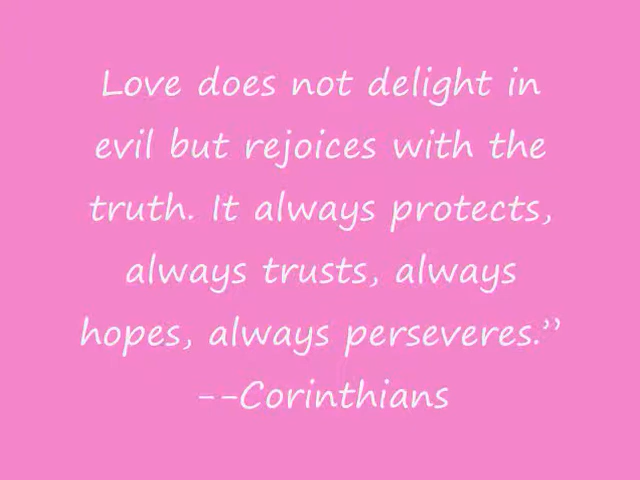 Love does not delight in
evil but rejoices with the
truth. It always protects,
always trusts, always
hopes, always perseveres.”
--Corinthians